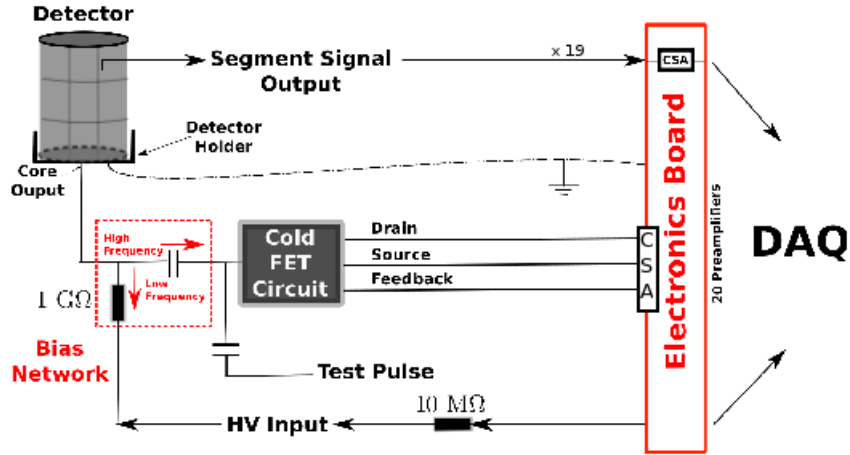 Detector
Segment Signal
Output
x 19
CSA
Detector
Holder
Core
Ouput
Electronics Board
20 Preamplifiers
DAQ
High
Frequency
Low
Frequency
Cold
FET
Circuit
Drain
Source
Feedback
C
S
A
1 GΩ
Bias
Network
Test Pulse
10 MΩ
HV Input